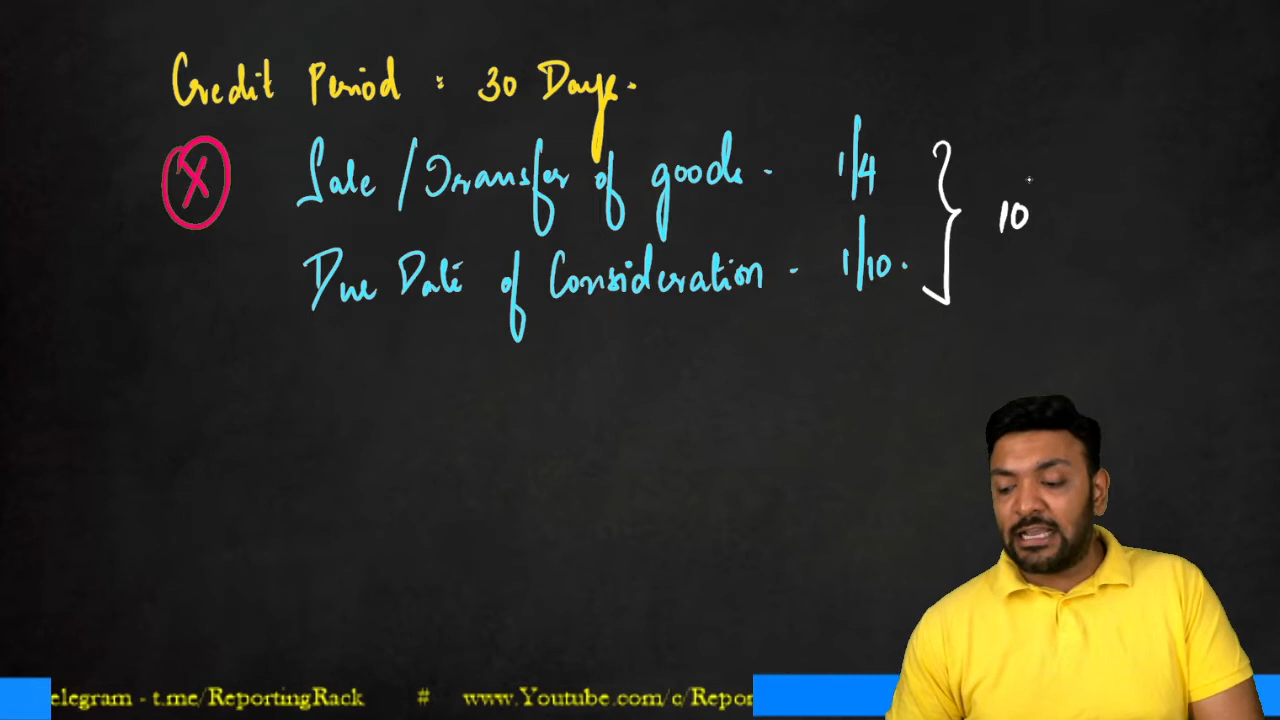 Credit Period : 30 Days.
X
Sale / Transfer of goods - 1/4
Due Date of Consideration - 1/10.
10
elegram - t.me/ReportingRack # www.Youtube.com/c/Repor